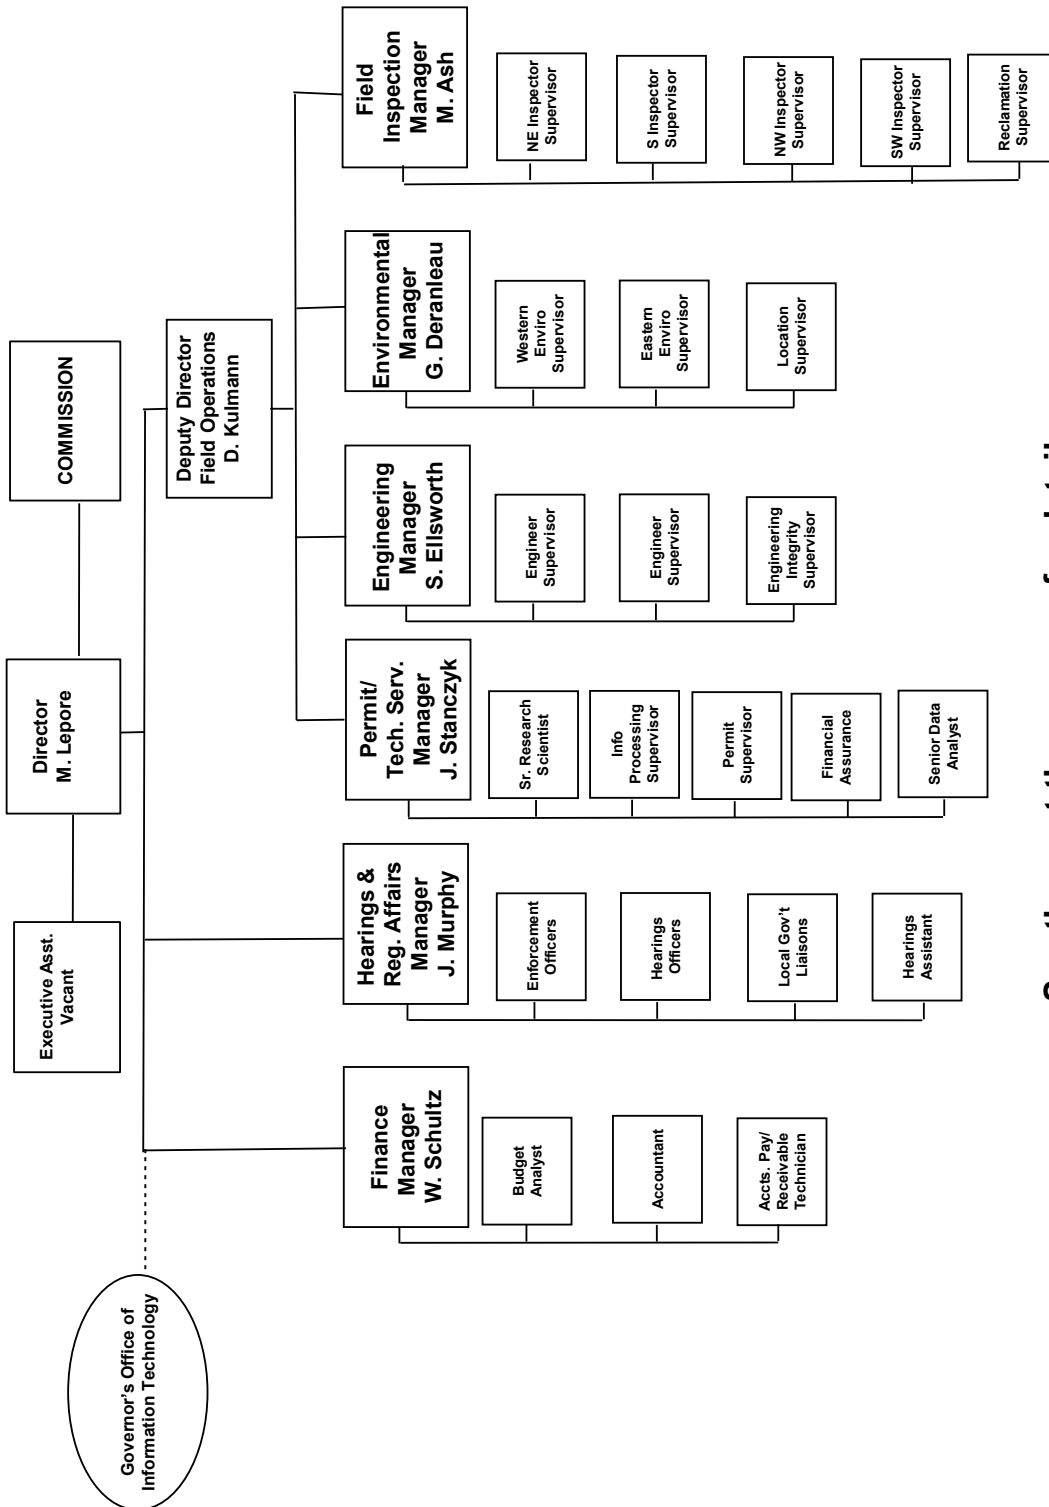 COMMISSION
Director
M. Lepore
Executive Asst.
Vacant
Governor's Office of
Information Technology
Deputy Director
Field Operations
D. Kulmann
Finance
Manager
W. Schultz
Budget
Analyst
Accountant
Accts. Pay/
Receivable
Technician
Hearings &
Reg. Affairs
Manager
J. Murphy
Enforcement
Officers
Hearings
Officers
Local Gov't
Liaisons
Hearings
Assistant
Permit/
Tech. Serv.
Manager
J. Stanczyk
Sr. Research
Scientist
Info
Processing
Supervisor
Permit
Supervisor
Financial
Assurance
Senior Data
Analyst
Engineering
Manager
S. Ellsworth
Engineer
Supervisor
Engineer
Supervisor
Engineering
Integrity
Supervisor
Environmental
Manager
G. Deranleau
Western
Enviro
Supervisor
Eastern
Enviro
Supervisor
Location
Supervisor
Field
Inspection
Manager
M. Ash
NE Inspector
Supervisor
S Inspector
Supervisor
NW Inspector
Supervisor
SW Inspector
Supervisor
Reclamation
Supervisor